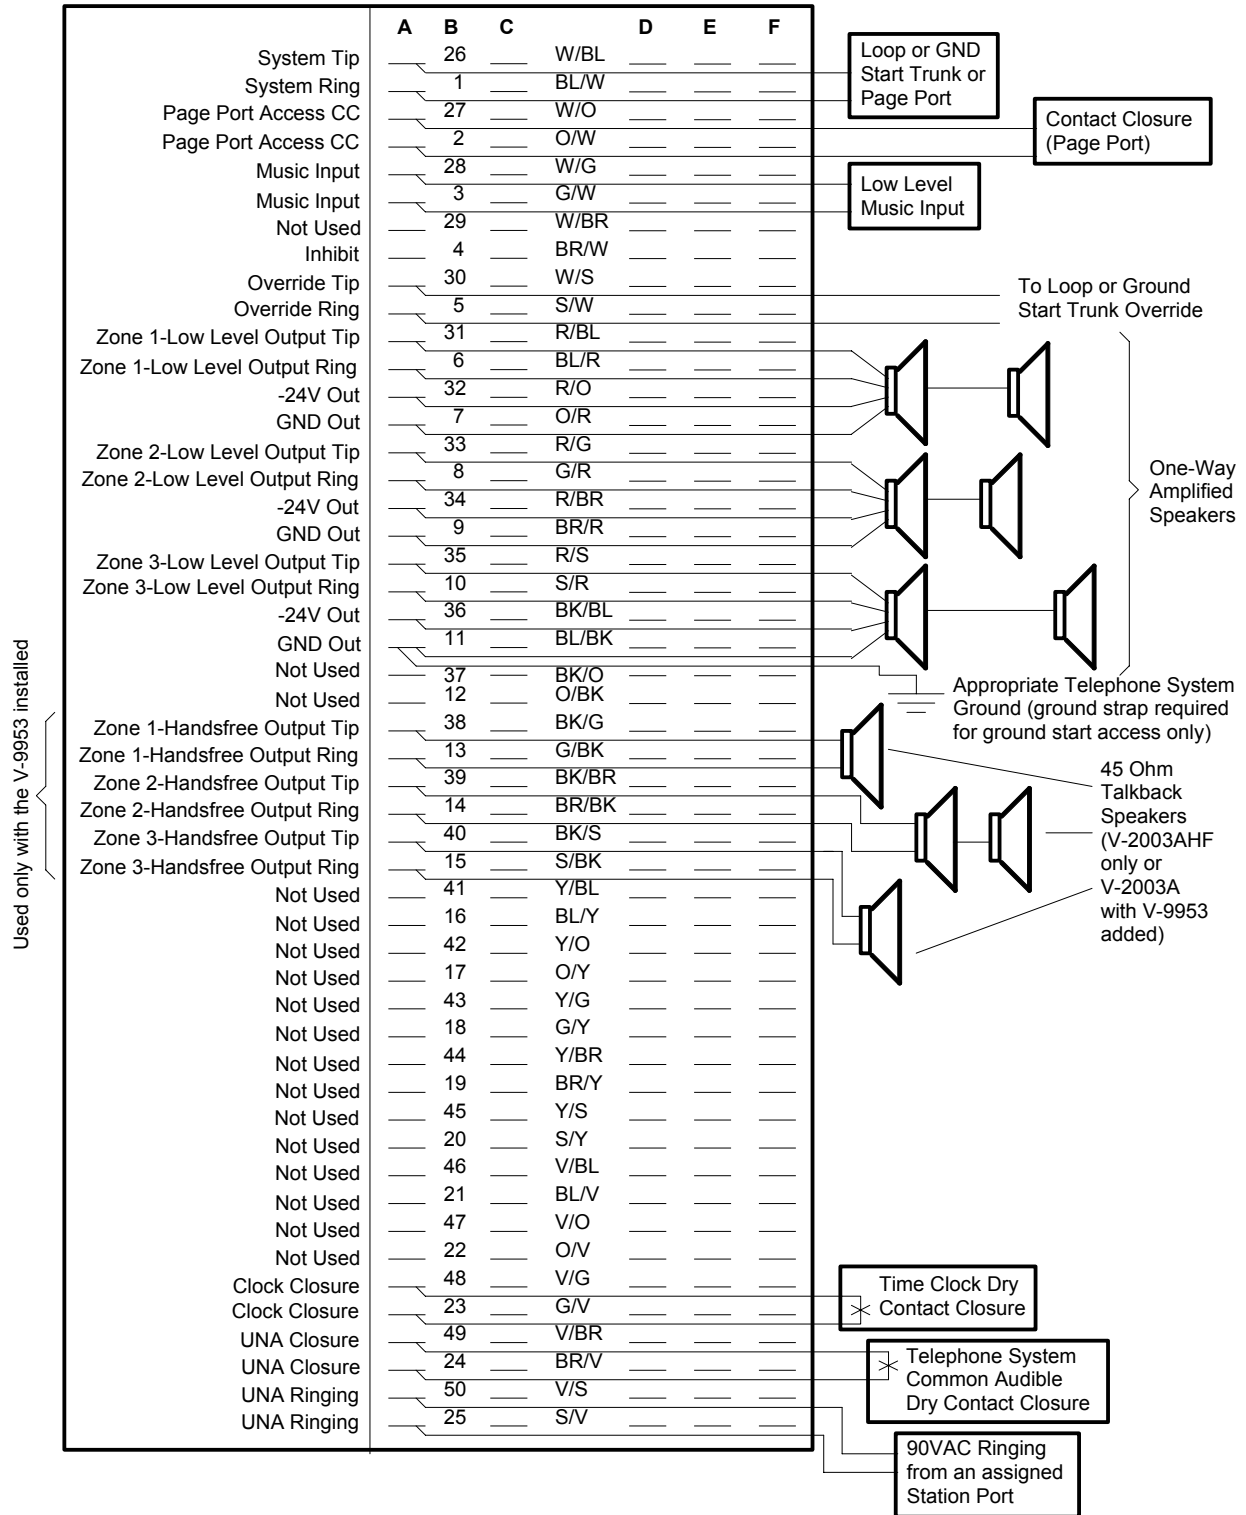 A B C D E F
System Tip 26 W/BL
System Ring 1 BL/W
Page Port Access CC 27 W/O
Page Port Access CC 2 O/W
Music Input 28 W/G
Music Input 3 G/W
Not Used 29 W/BR
Inhibit 4 BR/W
Override Tip 30 W/S
Override Ring 5 S/W
Zone 1-Low Level Output Tip 31 R/BL
Zone 1-Low Level Output Ring 6 BL/R
-24V Out 32 R/O
GND Out 7 O/R
Zone 2-Low Level Output Tip 33 R/G
Zone 2-Low Level Output Ring 8 G/R
-24V Out 34 R/BR
GND Out 9 BR/R
Zone 3-Low Level Output Tip 35 R/S
Zone 3-Low Level Output Ring 10 S/R
-24V Out 36 BK/BL
GND Out 11 BL/BK
Not Used 37 BK/O
Not Used 12 O/BK
Zone 1-Handsfree Output Tip 38 BK/G
Zone 1-Handsfree Output Ring 13 G/BK
Zone 2-Handsfree Output Tip 39 BK/BR
Zone 2-Handsfree Output Ring 14 BR/BK
Zone 3-Handsfree Output Tip 40 BK/S
Zone 3-Handsfree Output Ring 15 S/BK
Not Used 41 Y/BL
Not Used 16 BL/Y
Not Used 42 Y/O
Not Used 17 O/Y
Not Used 43 Y/G
Not Used 18 G/Y
Not Used 44 Y/BR
Not Used 19 BR/Y
Not Used 45 Y/S
Not Used 20 S/Y
Not Used 46 V/BL
Not Used 21 BL/V
Not Used 47 V/O
Not Used 22 O/V
Clock Closure 48 V/G
Clock Closure 23 G/V
UNA Closure 49 V/BR
UNA Closure 24 BR/V
UNA Ringing 50 V/S
UNA Ringing 25 S/V
Used only with the V-9953 installed
Loop or GND
Start Trunk or
Page Port
Contact Closure
(Page Port)
Low Level
Music Input
To Loop or Ground
Start Trunk Override
One-Way
Amplified
Speakers
Appropriate Telephone System
Ground (ground strap required
for ground start access only)
45 Ohm
Talkback
Speakers
(V-2003AHF
only or
V-2003A
with V-9953
added)
Time Clock Dry
Contact Closure
Telephone System
Common Audible
Dry Contact Closure
90VAC Ringing
from an assigned
Station Port